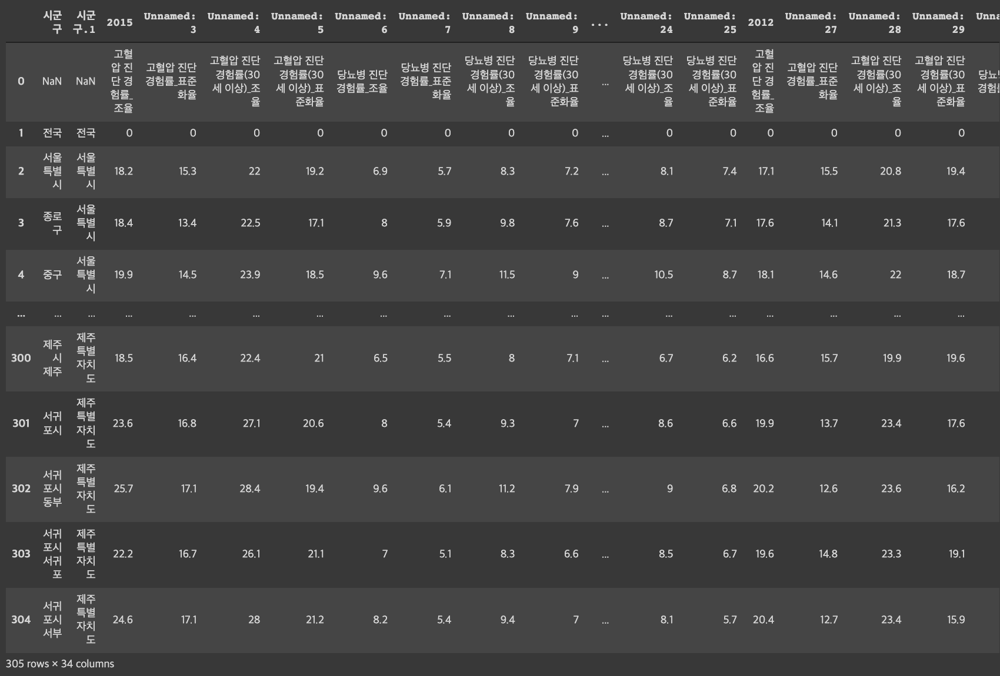 시군구 시군구.1 2015 Unnamed: 3 Unnamed: 4 Unnamed: 5 Unnamed: 6 Unnamed: 7 Unnamed: 8 Unnamed: 9 ... Unnamed: 24 Unnamed: 25 2012 Unnamed: 27 Unnamed: 28 Unnamed: 29
0 NaN NaN 고혈압 진단 경험률_조율 고혈압 진단 경험률_표준화율 고혈압 진단 경험률(30세 이상)_조율 고혈압 진단 경험률(30세 이상)_표준화율 당뇨병 진단 경험률_조율 당뇨병 진단 경험률_표준화율 당뇨병 진단 경험률(30세 이상)_조율 당뇨병 진단 경험률(30세 이상)_표준화율 ... 당뇨병 진단 경험률(30세 이상)_조율 당뇨병 진단 경험률(30세 이상)_표준화율 고혈압 진단 경험률_조율 고혈압 진단 경험률_표준화율 고혈압 진단 경험률(30세 이상)_조율 고혈압 진단 경험률(30세 이상)_표준화율
1 전국 전국 0 0 0 0 0 0 0 0 ... 0 0 0 0 0 0
2 서울특별시 서울특별시 18.2 15.3 22 19.2 6.9 5.7 8.3 7.2 ... 8.1 7.4 17.1 15.5 20.8 19.4
3 종로구 서울특별시 18.4 13.4 22.5 17.1 8 5.9 9.8 7.6 ... 8.7 7.1 17.6 14.1 21.3 17.6
4 중구 서울특별시 19.9 14.5 23.9 18.5 9.6 7.1 11.5 9 ... 10.5 8.7 18.1 14.6 22 18.7
... ... ... ... ... ... ... ... ... ... ... ... ... ... ... ... ... ...
300 제주시 제주 제주특별자치도 18.5 16.4 22.4 21 6.5 5.5 8 7.1 ... 6.7 6.2 16.6 15.7 19.9 19.6
301 서귀포시 제주특별자치도 23.6 16.8 27.1 20.6 8 5.4 9.3 7 ... 8.6 6.6 19.9 13.7 23.4 17.6
302 서귀포시 동부 제주특별자치도 25.7 17.1 28.4 19.4 9.6 6.1 11.2 7.9 ... 9 6.8 20.2 12.6 23.6 16.2
303 서귀포시 서귀포 제주특별자치도 22.2 16.7 26.1 21.1 7 5.1 8.3 6.6 ... 8.5 6.7 19.6 14.8 23.3 19.1
304 서귀포시 서부 제주특별자치도 24.6 17.1 28 21.2 8.2 5.4 9.4 7 ... 8.1 5.7 20.4 12.7 23.4 15.9
305 rows × 34 columns